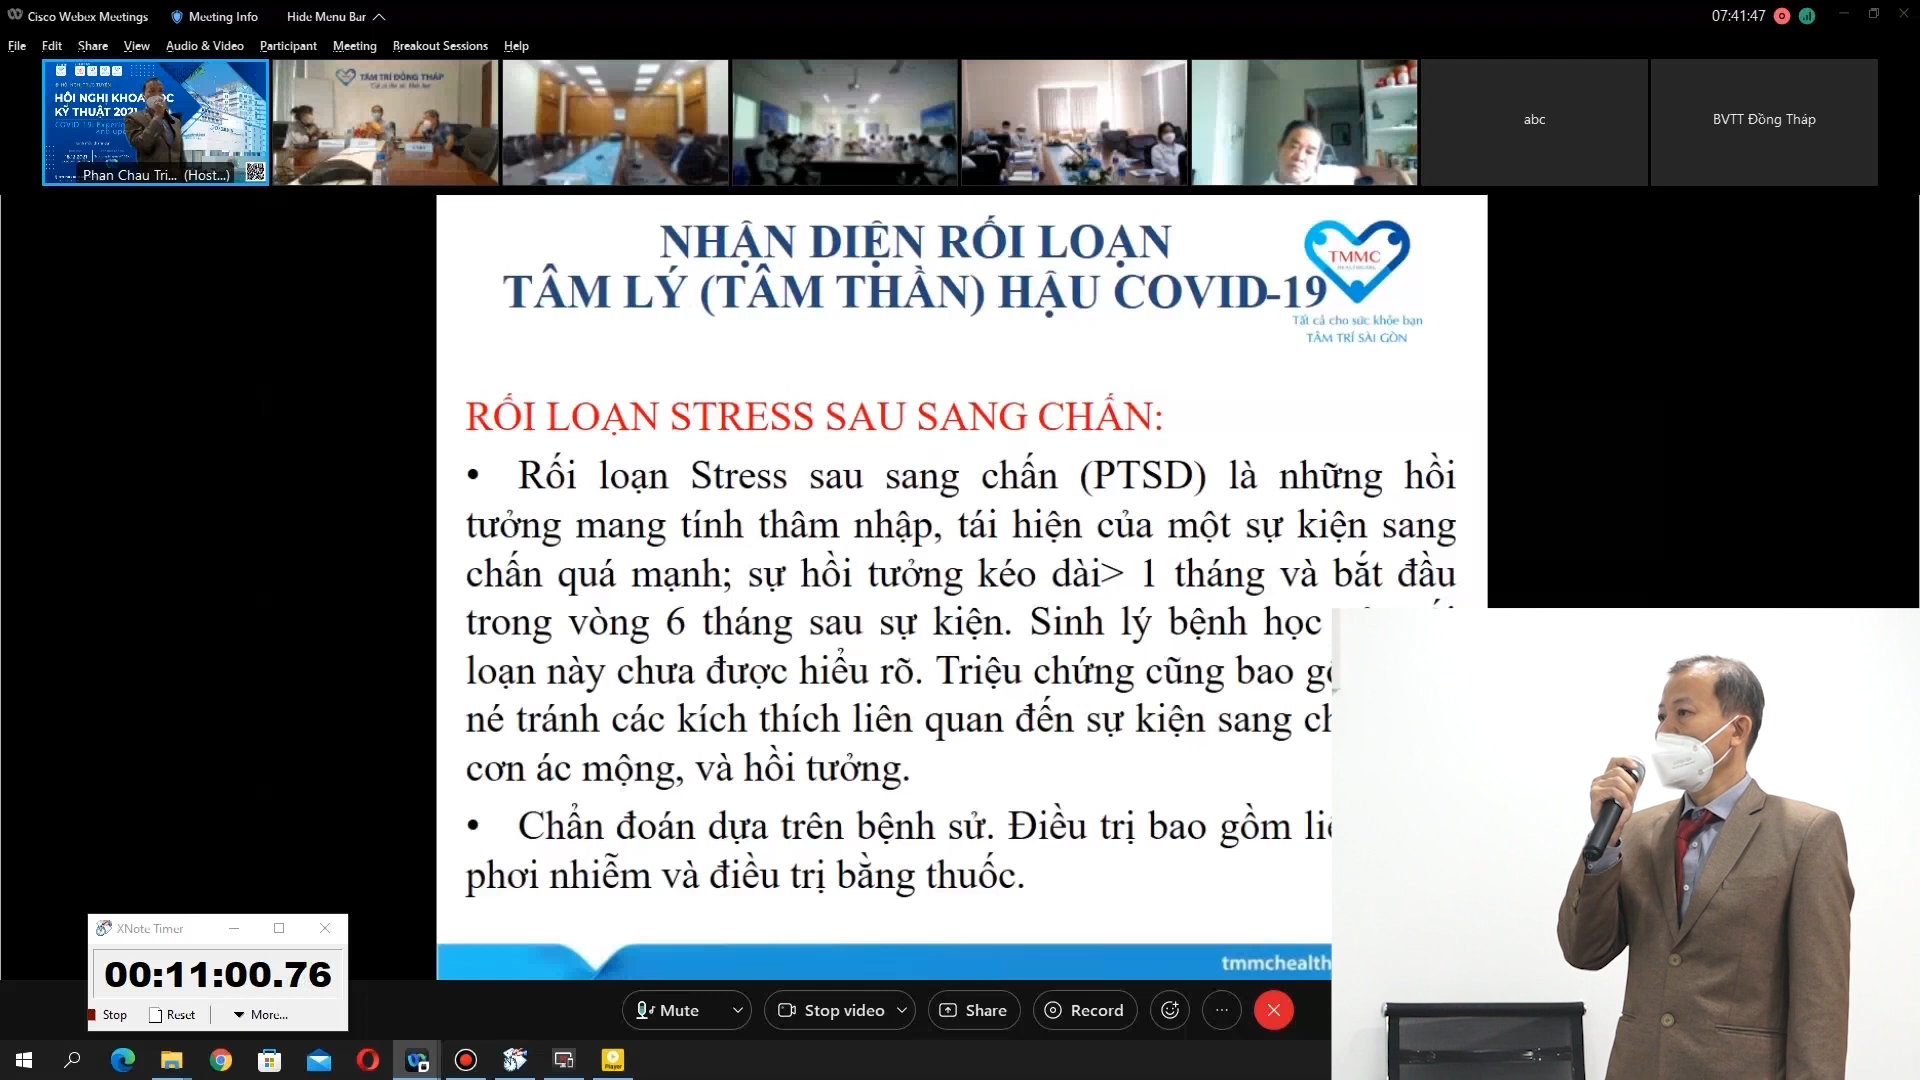 Cisco Webex Meetings
Meeting Info
Hide Menu Bar
07:41:47
File Edit Share View Audio & Video Participant Meeting Breakout Sessions Help
HỘI NGHỊ KHOA HỌC
KỸ THUẬT 2021
Phan Chau Tri... (Host...)
TÂM TRÍ ĐỒNG THÁP
abc
BVTT Đồng Tháp
NHẬN DIỆN RỐI LOẠN
TÂM LÝ (TÂM THẦN) HẬU COVID-19
TMMC
Tất cả cho sức khỏe bạn
TÂM TRÍ SÀI GÒN
RỐI LOẠN STRESS SAU SANG CHẤN:
• Rối loạn Stress sau sang chấn (PTSD) là những hồi
tưởng mang tính thâm nhập, tái hiện của một sự kiện sang
chấn quá mạnh; sự hồi tưởng kéo dài> 1 tháng và bắt đầu
trong vòng 6 tháng sau sự kiện. Sinh lý bệnh học
loạn này chưa được hiểu rõ. Triệu chứng cũng bao
né tránh các kích thích liên quan đến sự kiện sang
cơn ác mộng, và hồi tưởng.
• Chẩn đoán dựa trên bệnh sử. Điều trị bao gồm
phơi nhiễm và điều trị bằng thuốc.
tmmchealth
XNote Timer
00:11:00.76
Stop Reset More...
Mute
Stop video
Share
Record
Player